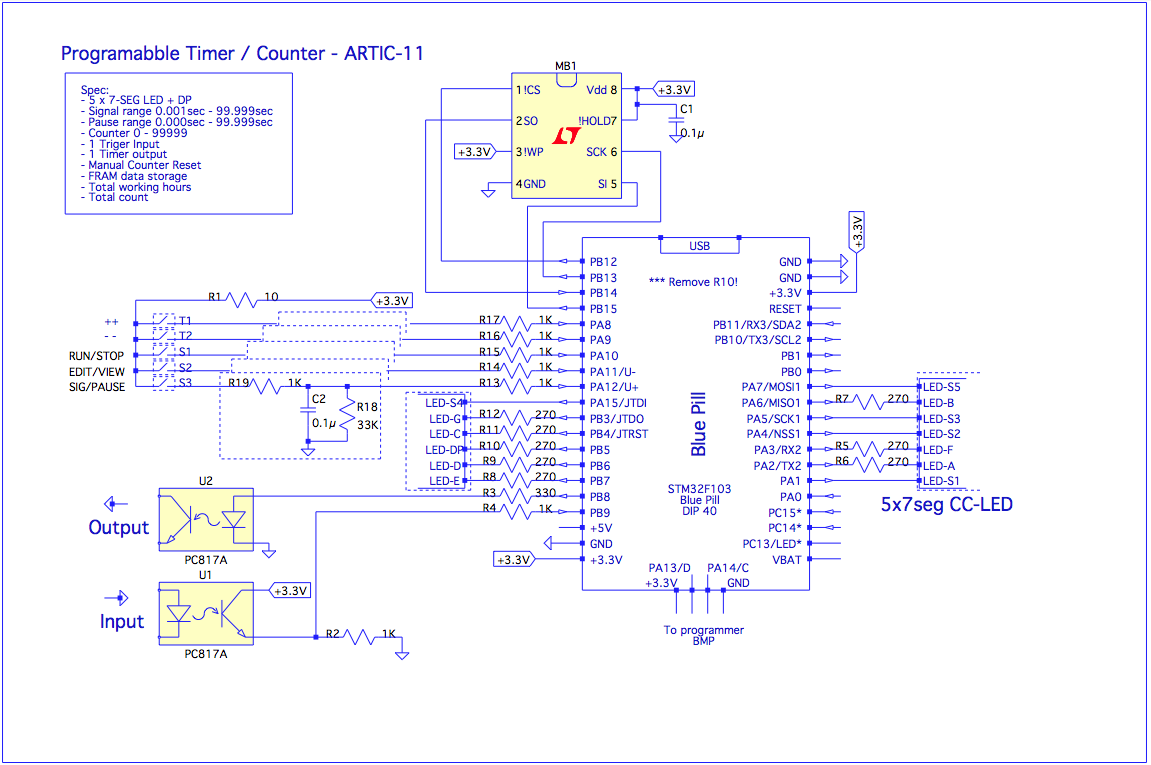 Programabble Timer / Counter - ARTIC-11
Spec:
- 5 x 7-SEG LED + DP
- Signal range 0.001sec - 99.999sec
- Pause range 0.000sec - 99.999sec
- Counter 0 - 99999
- 1 Triger Input
- 1 Timer output
- Manual Counter Reset
- FRAM data storage
- Total working hours
- Total count
MB1
1 !CS
Vdd 8
2 SO
!HOLD7
3 !WP
SCK 6
4 GND
SI 5
+3.3V
+3.3V
C1
0.1µ
+3.3V
USB
*** Remove R10!
PB12
PB13
PB14
PB15
PA8
PA9
PA10
PA11/U-
PA12/U+
PA15/JTDI
PB3/JTDO
PB4/JTRST
PB5
PB6
PB7
PB8
PB9
+5V
GND
+3.3V
GND
GND
+3.3V
RESET
PB11/RX3/SDA2
PB10/TX3/SCL2
PB1
PB0
PA7/MOSI1
PA6/MISO1
PA5/SCK1
PA4/NSS1
PA3/RX2
PA2/TX2
PA1
PA0
PC15*
PC14*
PC13/LED*
VBAT
Blue Pill
STM32F103
Blue Pill
DIP 40
PA13/D
PA14/C
+3.3V
GND
To programmer
BMP
R1
10
+3.3V
++
T1
- -
T2
RUN/STOP
S1
EDIT/VIEW
S2
SIG/PAUSE
S3
R19
1K
C2
0.1µ
R18
33K
R17
1K
R16
1K
R15
1K
R14
1K
R13
1K
LED-S4
LED-G
LED-C
LED-DP
LED-D
LED-E
R12
270
R11
270
R10
270
R9
270
R8
270
R3
330
R4
1K
+3.3V
LED-S5
LED-B
LED-S3
LED-S2
LED-F
LED-A
LED-S1
R7
270
R5
270
R6
270
5x7seg CC-LED
U2
Output
PC817A
U1
+3.3V
Input
PC817A
R2
1K